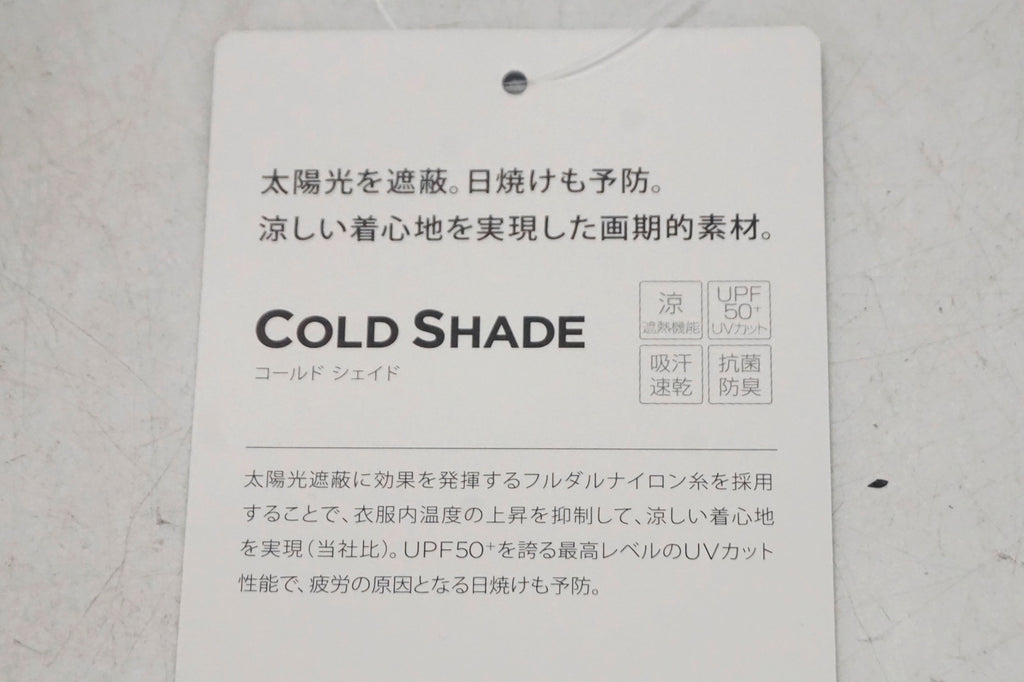 太陽光を遮蔽。日焼けも予防。
涼しい着心地を実現した画期的素材。
COLD SHADE
コールド シェイド
涼
遮熱機能
UPF
50+
UVカット
吸汗
速乾
抗菌
防臭
太陽光遮蔽に効果を発揮するフルダルナイロン糸を採用
することで、衣服内温度の上昇を抑制して、涼しい着心地
を実現(当社比)。UPF50+を誇る最高レベルのUVカット
性能で、疲労の原因となる日焼けも予防。